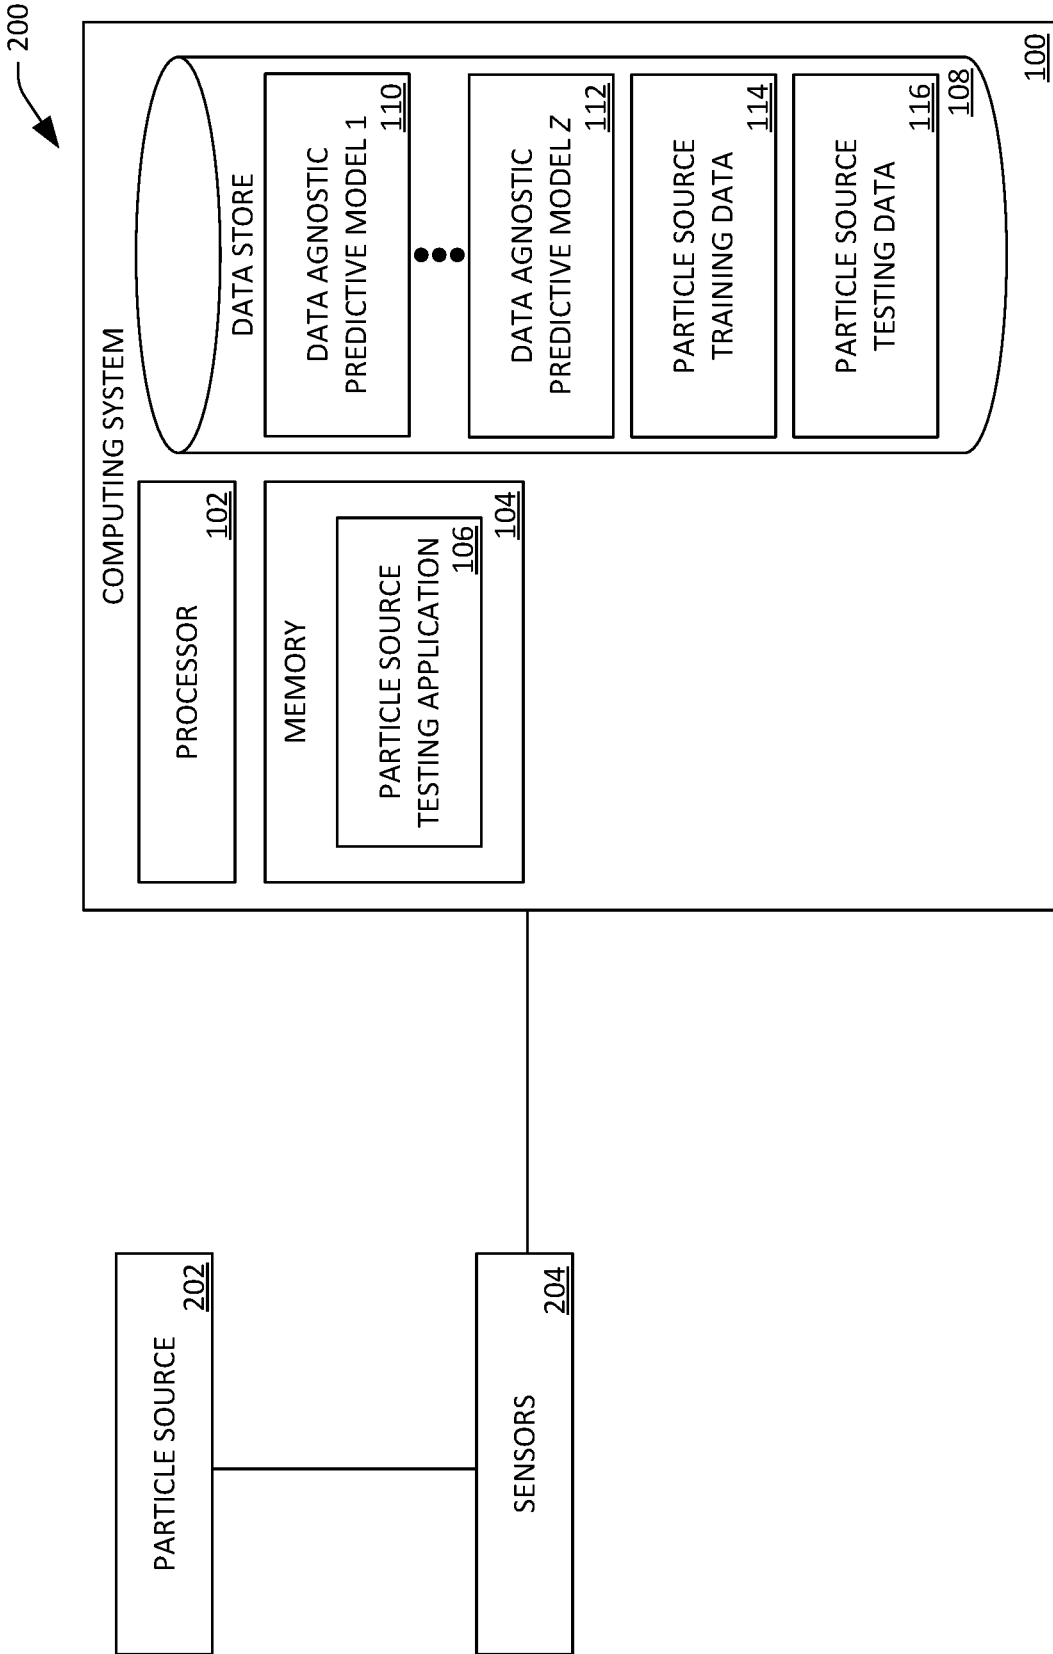 200
COMPUTING SYSTEM
PROCESSOR
102
MEMORY
PARTICLE SOURCE
TESTING APPLICATION
106
104
DATA STORE
DATA AGNOSTIC
PREDICTIVE MODEL 1
110
DATA AGNOSTIC
PREDICTIVE MODEL Z
112
PARTICLE SOURCE
TRAINING DATA
114
PARTICLE SOURCE
TESTING DATA
116
108
100
PARTICLE SOURCE
202
SENSORS
204